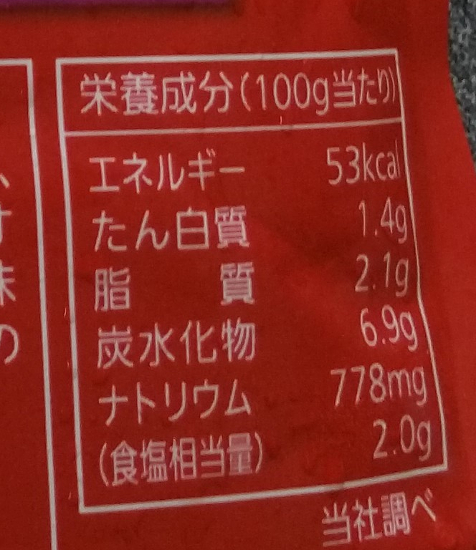 栄養成分(100g当たり)
エネルギー 53kcal
たん白質 1.4g
脂質 2.1g
炭水化物 6.9g
ナトリウム 778mg
(食塩相当量) 2.0g
当社調べ